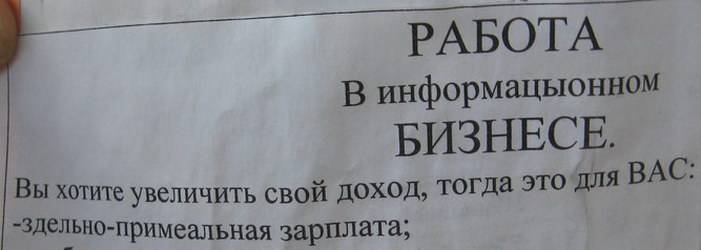 РАБОТА
В информацыонном
БИЗНЕСЕ.
Вы хотите увеличить свой доход, тогда это для ВАС:
-здельно-примеальная зарплата;